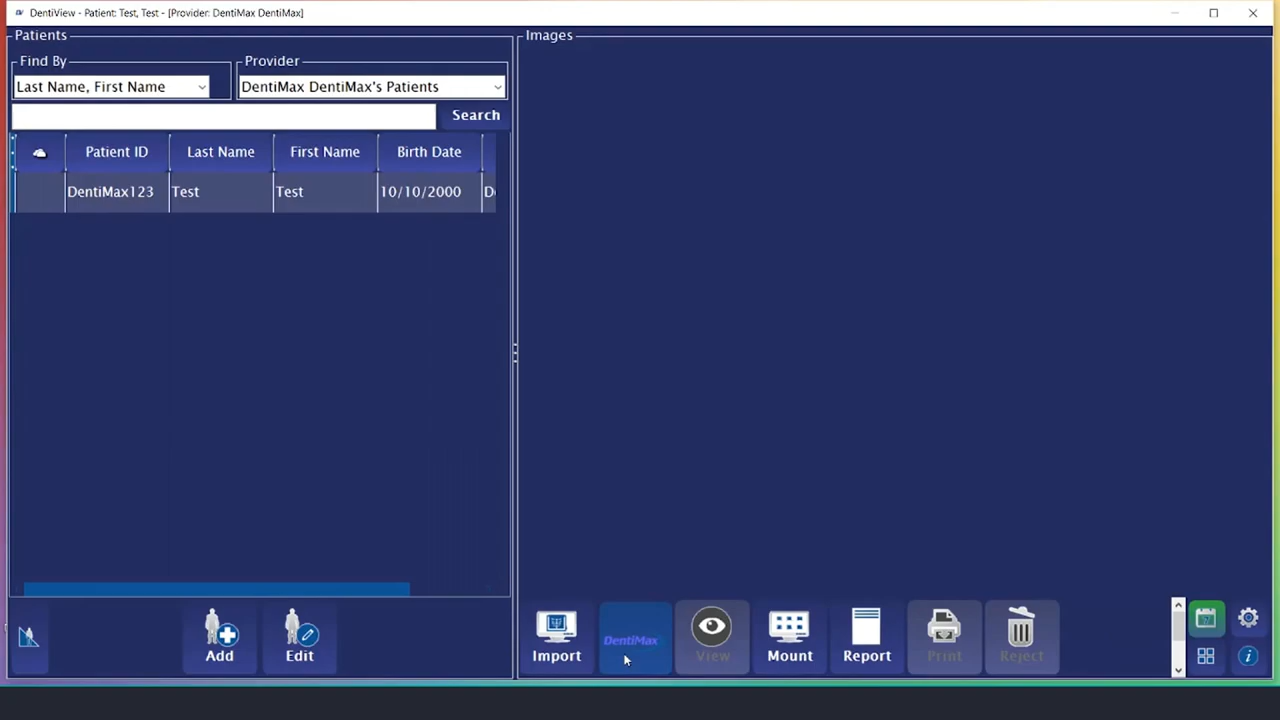 DentiView - Patient: Test, Test - [Provider: DentiMax DentiMax]
Patients
Images
Find By
Provider
Last Name, First Name
DentiMax DentiMax's Patients
Search
Patient ID Last Name First Name Birth Date
DentiMax123 Test Test 10/10/2000 De
Add
Edit
Import
DentiMax
View
Mount
Report
Print
Reject
7
i